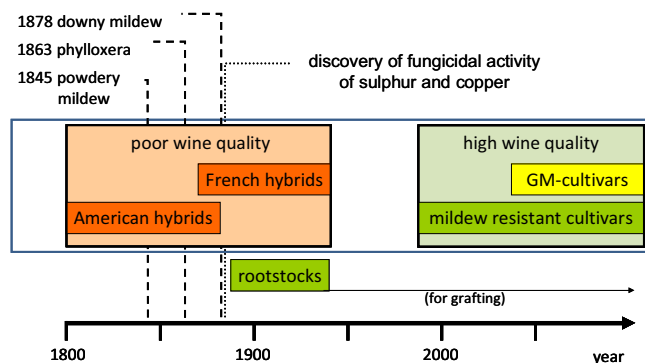 1878 downy mildew
1863 phylloxera
1845 powdery
mildew
discovery of fungicidal activity
of sulphur and copper
poor wine quality
high wine quality
French hybrids
GM-cultivars
American hybrids
mildew resistant cultivars
rootstocks
(for grafting)
1800
1900
2000
year